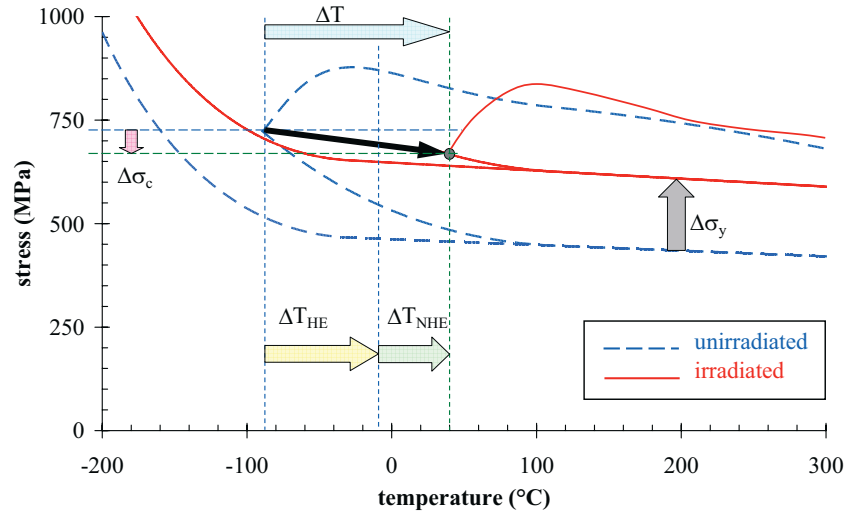 1000
750
500
250
0
stress (MPa)
-200
-100
0
100
200
300
temperature (°C)
ΔT
Δσc
Δσy
ΔTHE
ΔTNHE
unirradiated
irradiated